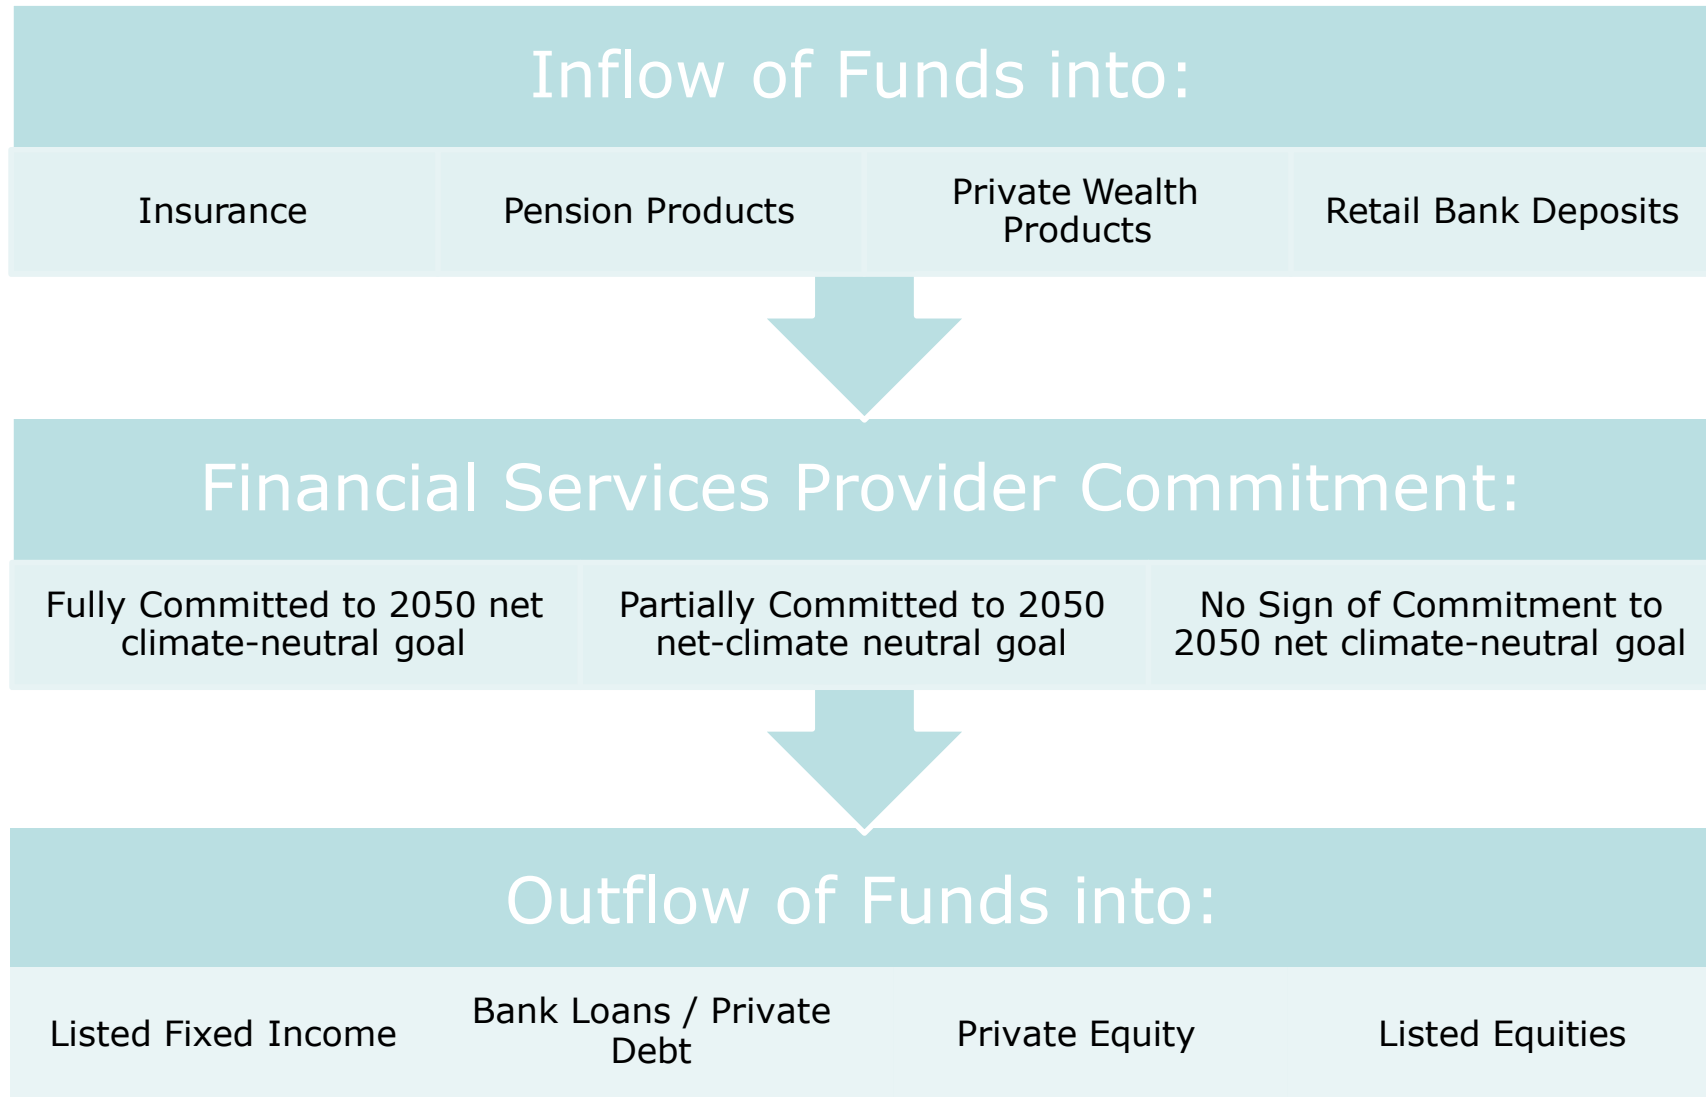 Inflow of Funds into:
Insurance
Pension Products
Private Wealth
Products
Retail Bank Deposits
Financial Services Provider Commitment:
Fully Committed to 2050 net
climate-neutral goal
Partially Committed to 2050
net-climate neutral goal
No Sign of Commitment to
2050 net climate-neutral goal
Outflow of Funds into:
Listed Fixed Income
Bank Loans / Private
Debt
Private Equity
Listed Equities